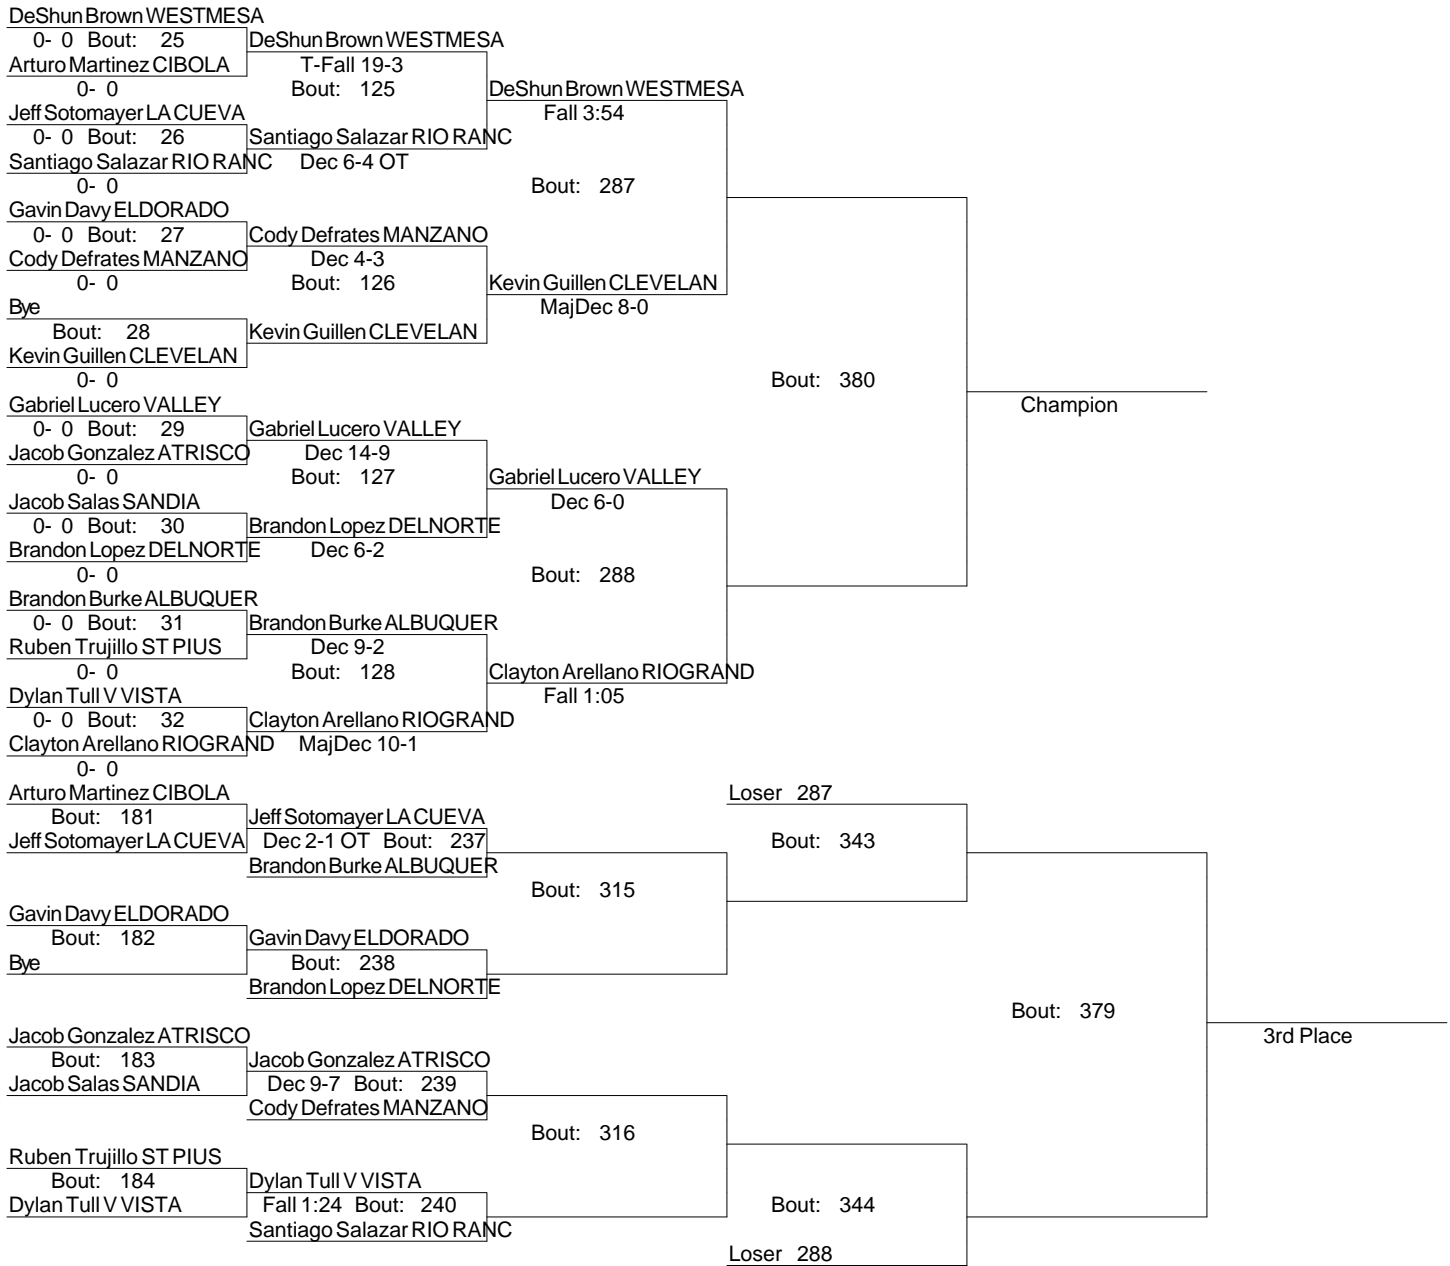 DeShun Brown WESTMESA
0- 0 Bout: 25
DeShun Brown WESTMESA
Arturo Martinez CIBOLA
T-Fall 19-3
0- 0
Bout: 125
DeShun Brown WESTMESA
Jeff Sotomayer LA CUEVA
Fall 3:54
0- 0 Bout: 26
Santiago Salazar RIO RANC
Santiago Salazar RIO RANC
Dec 6-4 OT
0- 0
Bout: 287
Gavin Davy ELDORADO
0- 0 Bout: 27
Cody Defrates MANZANO
Cody Defrates MANZANO
Dec 4-3
0- 0
Bout: 126
Kevin Guillen CLEVELAN
Bye
MajDec 8-0
Bout: 28
Kevin Guillen CLEVELAN
Kevin Guillen CLEVELAN
0- 0
Bout: 380
Gabriel Lucero VALLEY
Champion
0- 0 Bout: 29
Gabriel Lucero VALLEY
Jacob Gonzalez ATRISCO
Dec 14-9
0- 0
Bout: 127
Gabriel Lucero VALLEY
Jacob Salas SANDIA
Dec 6-0
0- 0 Bout: 30
Brandon Lopez DELNORTE
Brandon Lopez DELNORTE
Dec 6-2
0- 0
Bout: 288
Brandon Burke ALBUQUER
0- 0 Bout: 31
Brandon Burke ALBUQUER
Ruben Trujillo ST PIUS
Dec 9-2
0- 0
Bout: 128
Clayton Arellano RIOGRAND
Dylan Tull V VISTA
Fall 1:05
0- 0 Bout: 32
Clayton Arellano RIOGRAND
Clayton Arellano RIOGRAND
MajDec 10-1
0- 0
Arturo Martinez CIBOLA
Loser 287
Bout: 181
Jeff Sotomayer LA CUEVA
Jeff Sotomayer LA CUEVA
Dec 2-1 OT Bout: 237
Bout: 343
Brandon Burke ALBUQUER
Bout: 315
Gavin Davy ELDORADO
Bout: 182
Gavin Davy ELDORADO
Bye
Bout: 238
Brandon Lopez DELNORTE
Bout: 379
Jacob Gonzalez ATRISCO
3rd Place
Bout: 183
Jacob Gonzalez ATRISCO
Jacob Salas SANDIA
Dec 9-7 Bout: 239
Cody Defrates MANZANO
Bout: 316
Ruben Trujillo ST PIUS
Bout: 184
Dylan Tull V VISTA
Dylan Tull V VISTA
Fall 1:24 Bout: 240
Bout: 344
Santiago Salazar RIO RANC
Loser 288